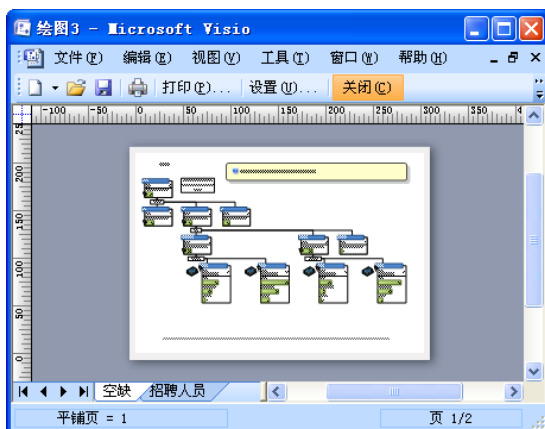 绘图3 - Microsoft Visio
文件(F) 编辑(E) 视图(V) 工具(T) 窗口(W) 帮助(H)
打印(P)... 设置(U)... 关闭(C)
-100 -50 0 50 100 150 200 250 300 350
200
150
100
50
0
空缺 招聘人员
平铺页 = 1 页 1/2